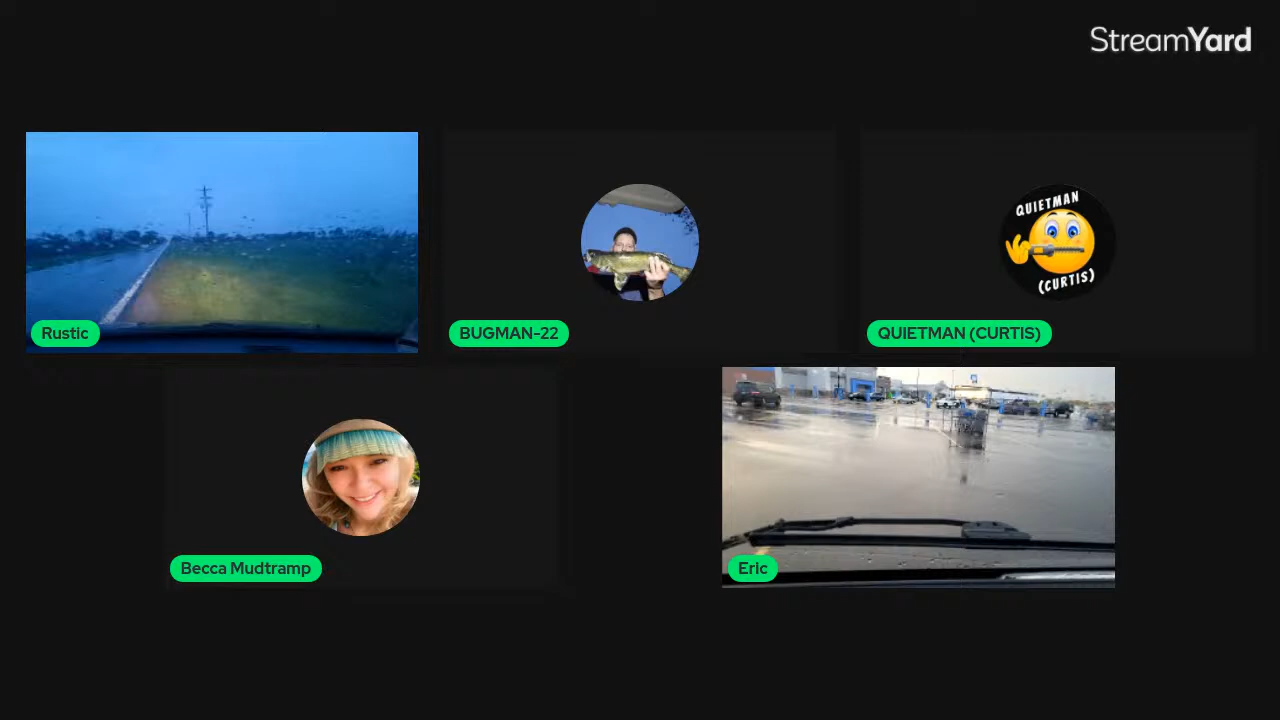 StreamYard
Rustic
BUGMAN-22
QUIETMAN
(CURTIS)
QUIETMAN (CURTIS)
Becca Mudtramp
Eric